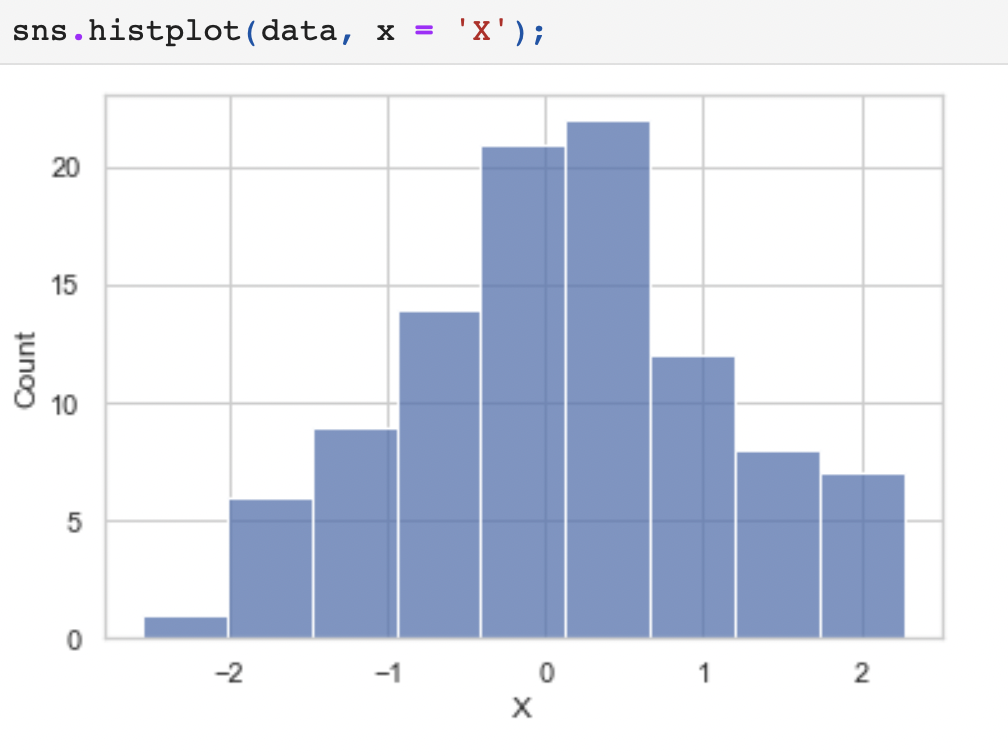 sns.histplot(data, x = 'X');
20
15
10
5
0
Count
−2 −1 0 1 2
X